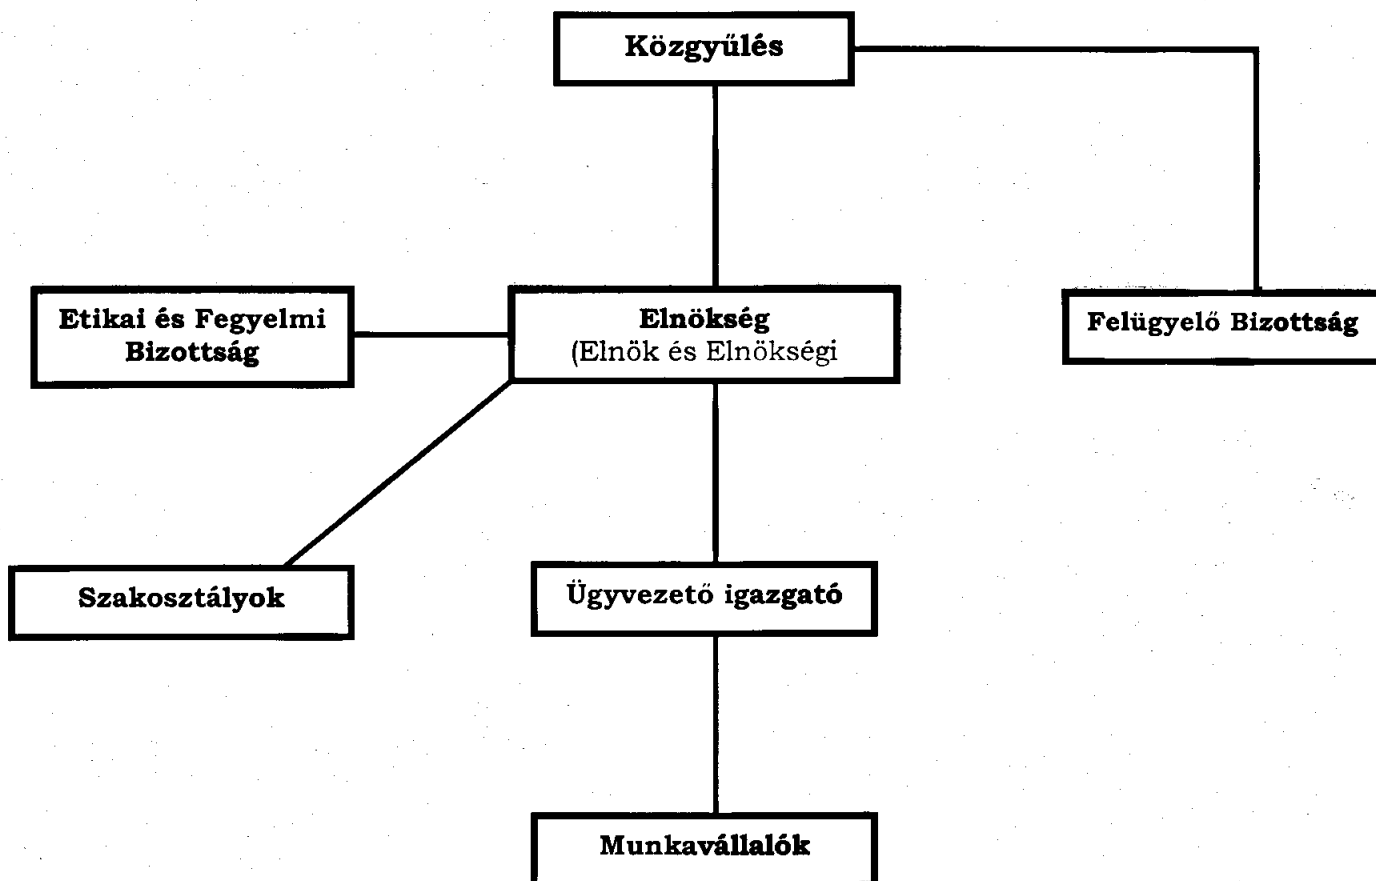 Közgyűlés
Etikai és Fegyelmi
Bizottság
Elnökség
(Elnök és Elnökségi
Felügyelő Bizottság
Szakosztályok
Ügyvezető igazgató
Munkavállalók